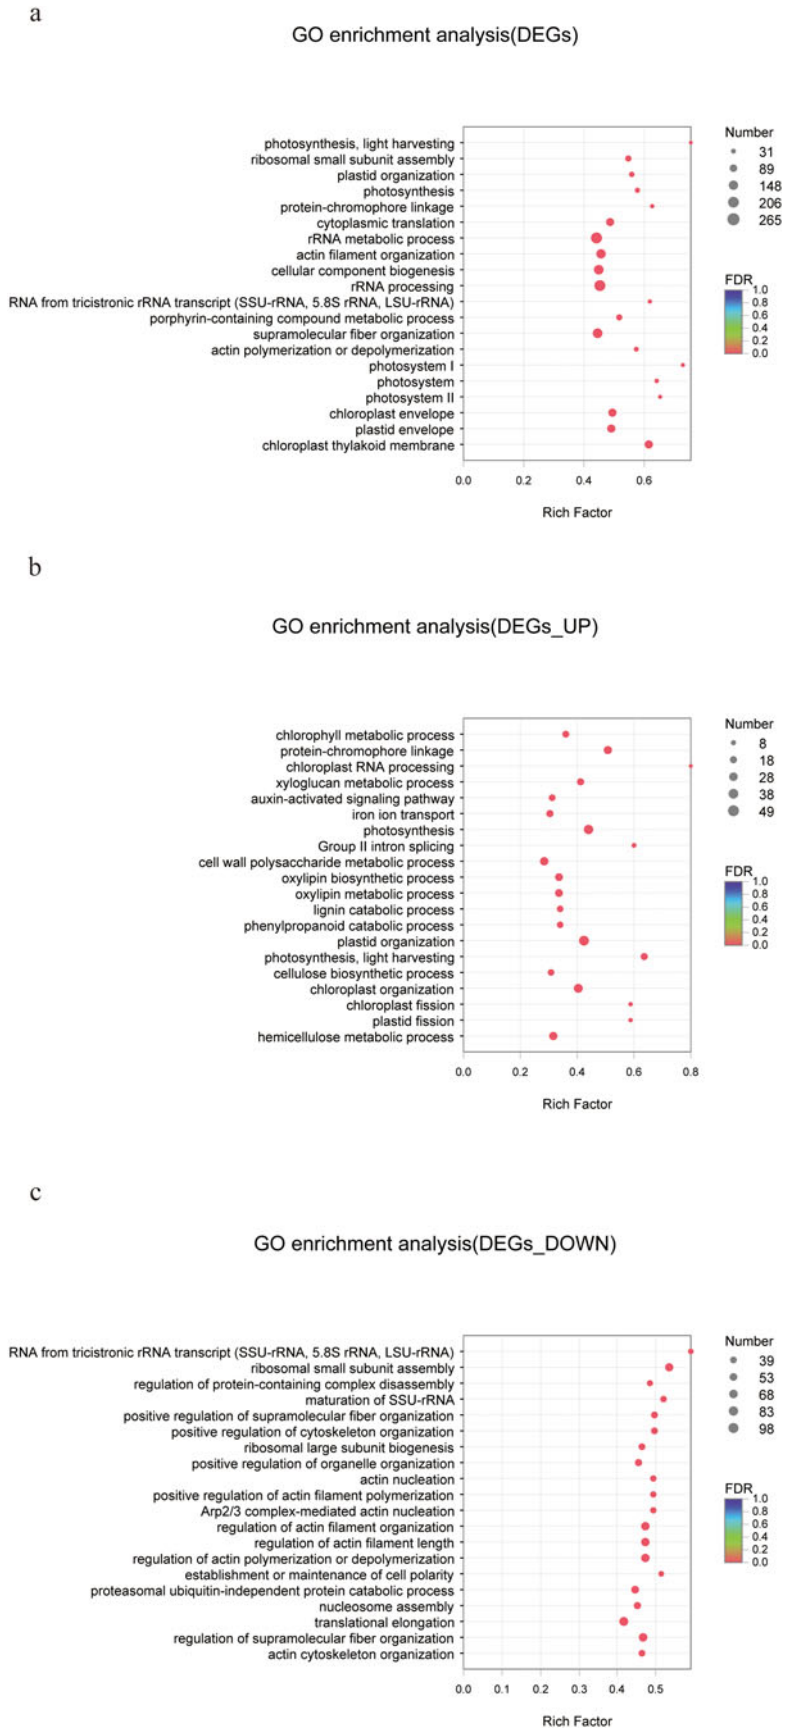 a
GO enrichment analysis(DEGs)
photosynthesis, light harvesting
ribosomal small subunit assembly
plastid organization
photosynthesis
protein-chromophore linkage
cytoplasmic translation
rRNA metabolic process
actin filament organization
cellular component biogenesis
rRNA processing
RNA from tricistronic rRNA transcript (SSU-rRNA, 5.8S rRNA, LSU-rRNA)
porphyrin-containing compound metabolic process
supramolecular fiber organization
actin polymerization or depolymerization
photosystem I
photosystem
photosystem II
chloroplast envelope
plastid envelope
chloroplast thylakoid membrane
0.0 0.2 0.4 0.6
Rich Factor
Number
31
89
148
206
265
FDR
1.0
0.8
0.6
0.4
0.2
0.0
b
GO enrichment analysis(DEGs_UP)
chlorophyll metabolic process
protein-chromophore linkage
chloroplast RNA processing
xyloglucan metabolic process
auxin-activated signaling pathway
iron ion transport
photosynthesis
Group II intron splicing
cell wall polysaccharide metabolic process
oxylipin biosynthetic process
oxylipin metabolic process
lignin catabolic process
phenylpropanoid catabolic process
plastid organization
photosynthesis, light harvesting
cellulose biosynthetic process
chloroplast organization
chloroplast fission
plastid fission
hemicellulose metabolic process
0.0 0.2 0.4 0.6 0.8
Rich Factor
Number
8
18
28
38
49
FDR
1.0
0.8
0.6
0.4
0.2
0.0
c
GO enrichment analysis(DEGs_DOWN)
RNA from tricistronic rRNA transcript (SSU-rRNA, 5.8S rRNA, LSU-rRNA)
ribosomal small subunit assembly
regulation of protein-containing complex disassembly
maturation of SSU-rRNA
positive regulation of supramolecular fiber organization
positive regulation of cytoskeleton organization
ribosomal large subunit biogenesis
positive regulation of organelle organization
actin nucleation
positive regulation of actin filament polymerization
Arp2/3 complex-mediated actin nucleation
regulation of actin filament organization
regulation of actin filament length
regulation of actin polymerization or depolymerization
establishment or maintenance of cell polarity
proteasomal ubiquitin-independent protein catabolic process
nucleosome assembly
translational elongation
regulation of supramolecular fiber organization
actin cytoskeleton organization
0.0 0.1 0.2 0.3 0.4 0.5
Rich Factor
Number
39
53
68
83
98
FDR
1.0
0.8
0.6
0.4
0.2
0.0